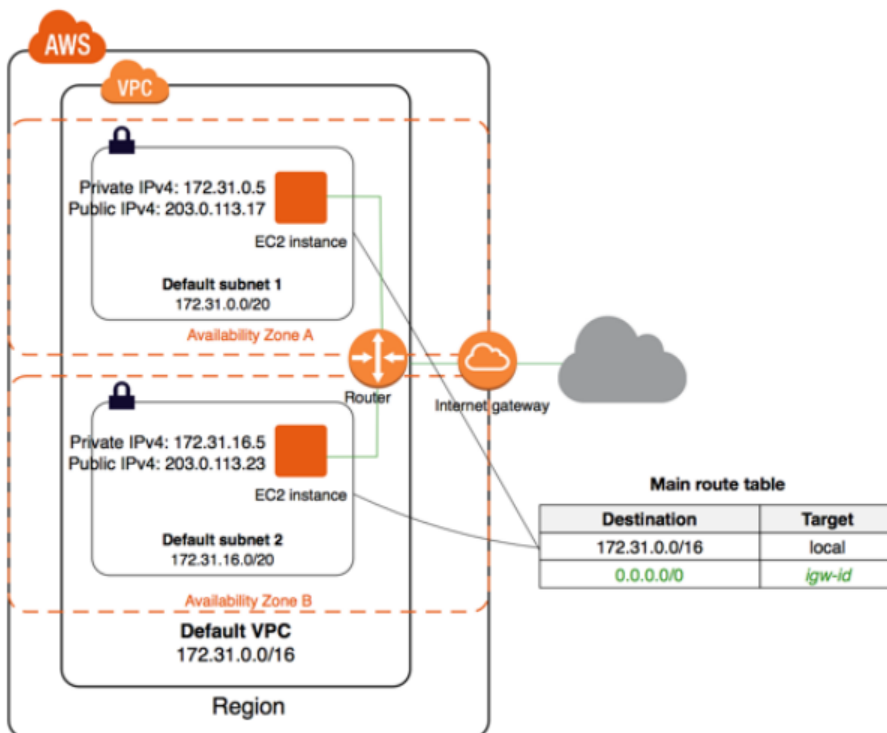 AWS
VPC
Private IPv4: 172.31.0.5
Public IPv4: 203.0.113.17
EC2 instance
Default subnet 1
172.31.0.0/20
Availability Zone A
Router
Internet gateway
Private IPv4: 172.31.16.5
Public IPv4: 203.0.113.23
EC2 instance
Default subnet 2
172.31.16.0/20
Availability Zone B
Default VPC
172.31.0.0/16
Region
Main route table
Destination Target
172.31.0.0/16 local
0.0.0.0/0 igw-id